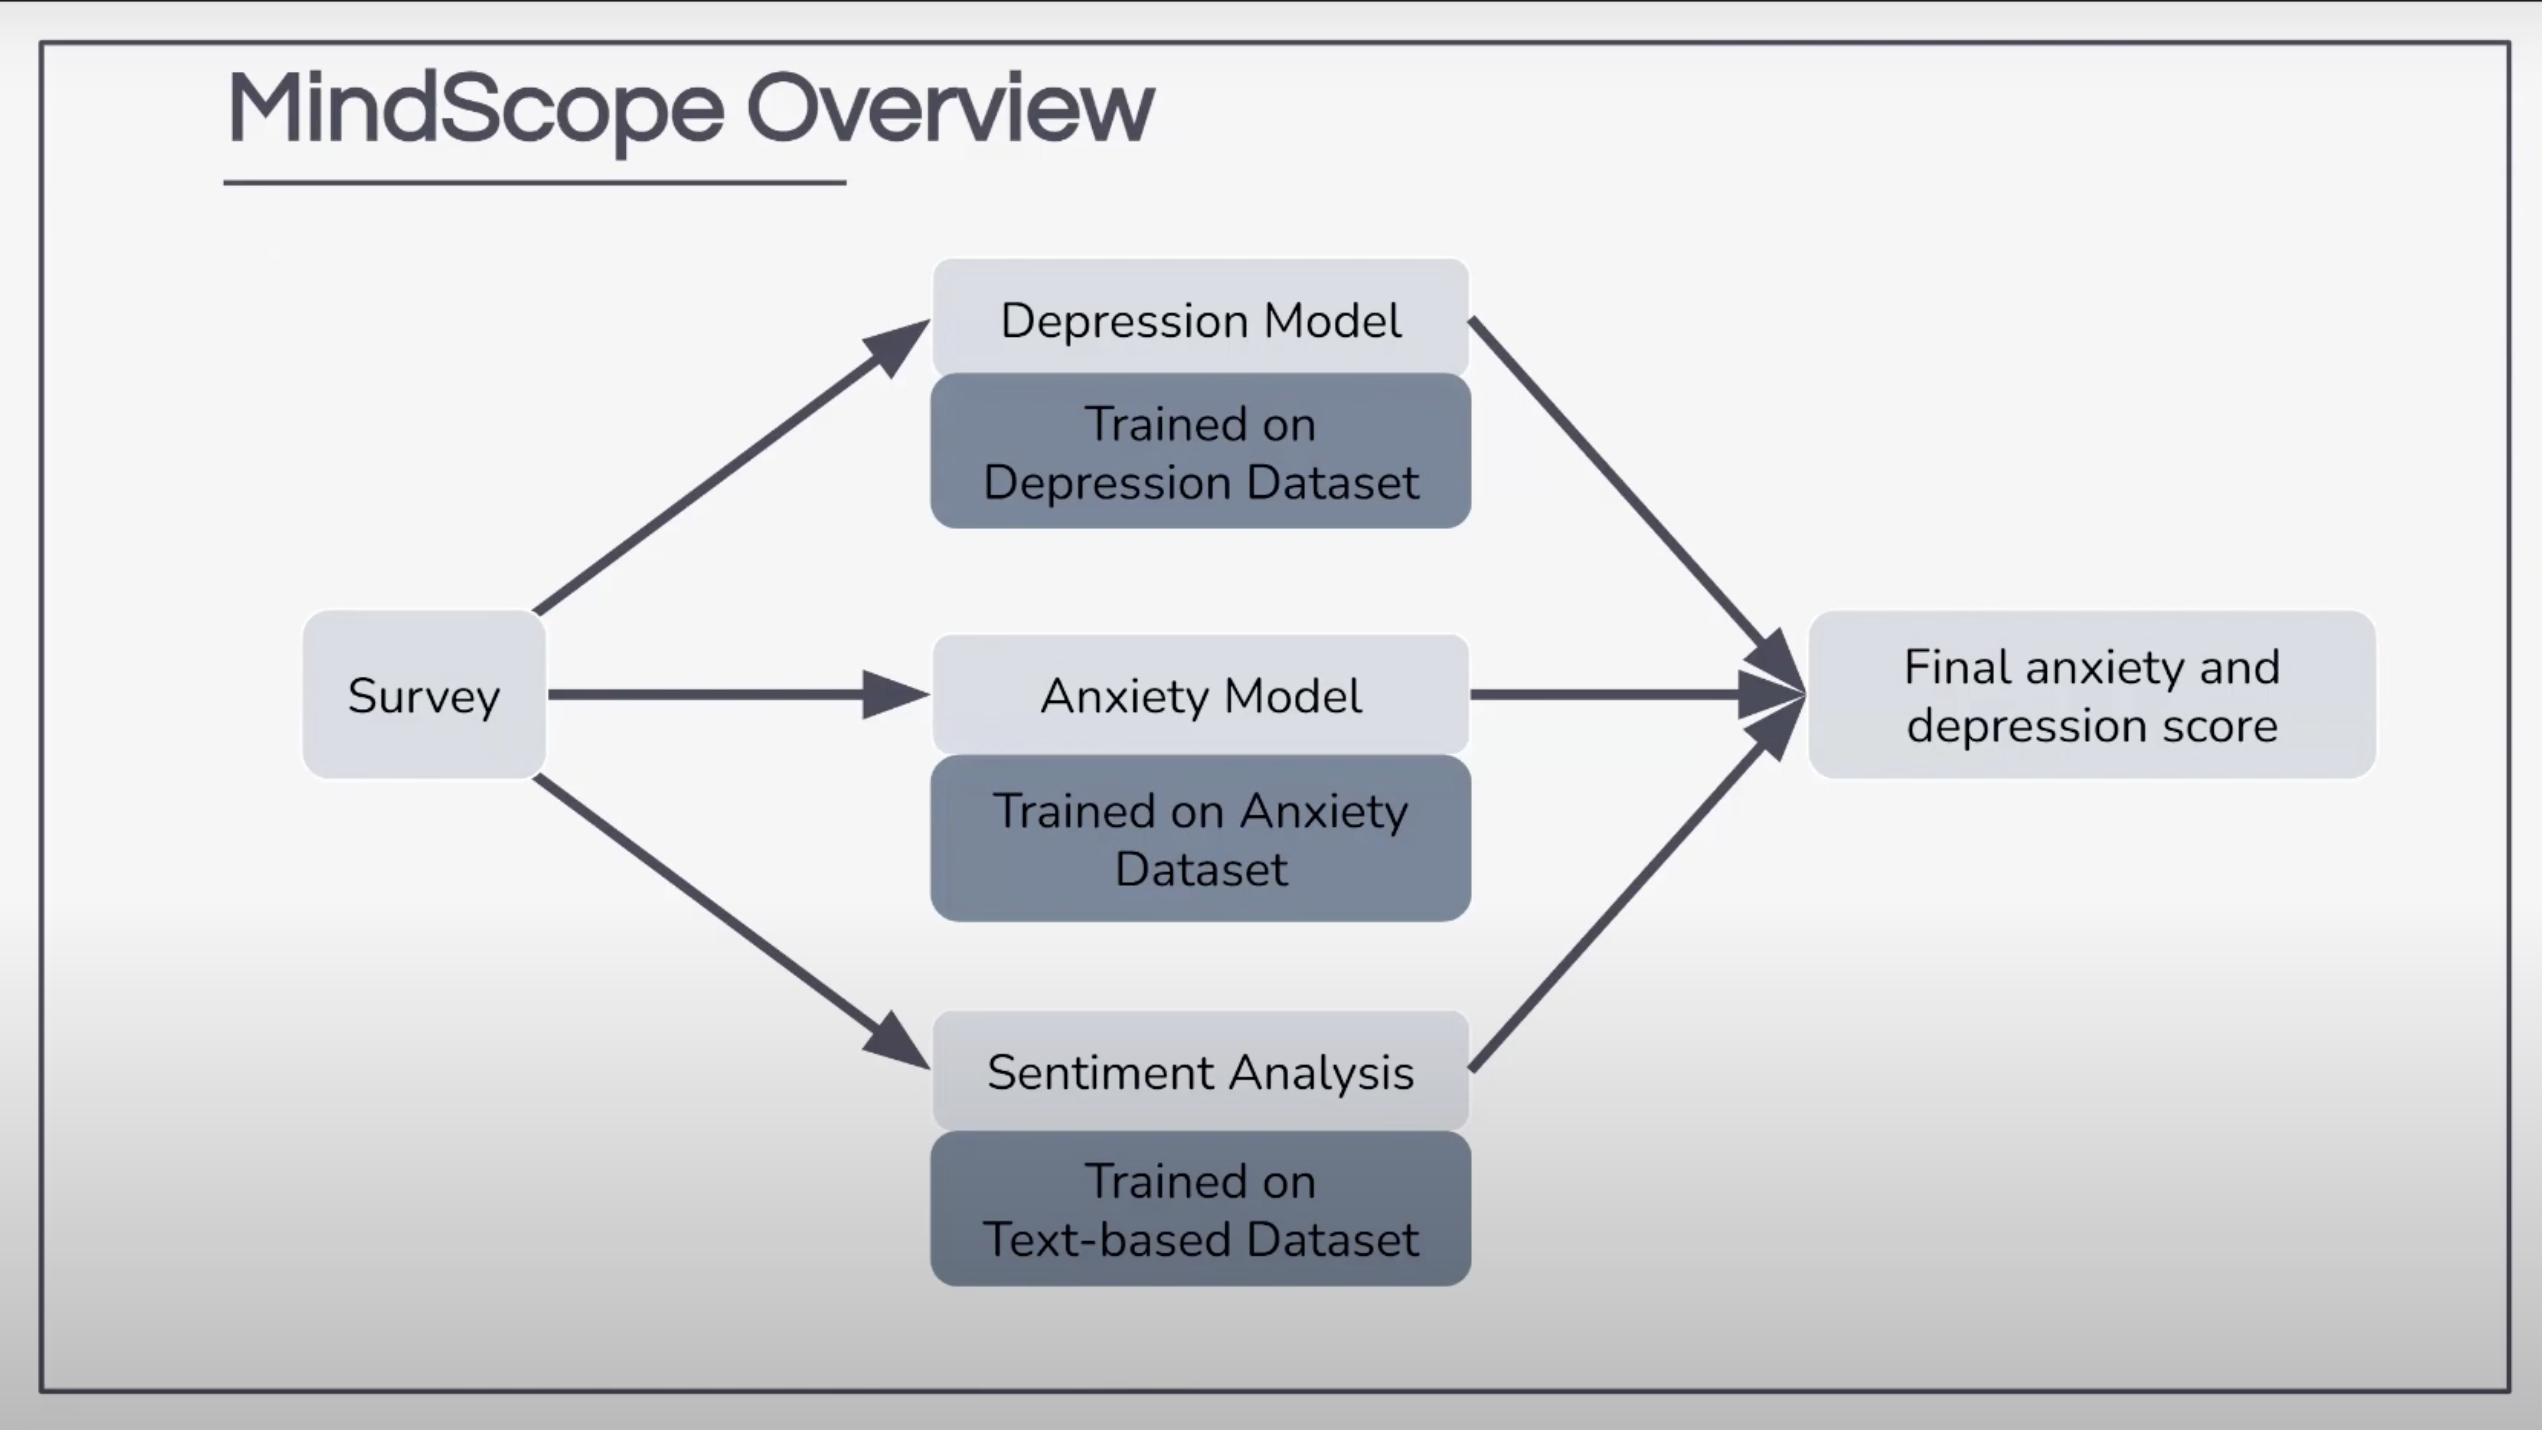 MindScope Overview
Depression Model
Trained on
Depression Dataset
Survey
Anxiety Model
Trained on Anxiety
Dataset
Sentiment Analysis
Trained on
Text-based Dataset
Final anxiety and
depression score